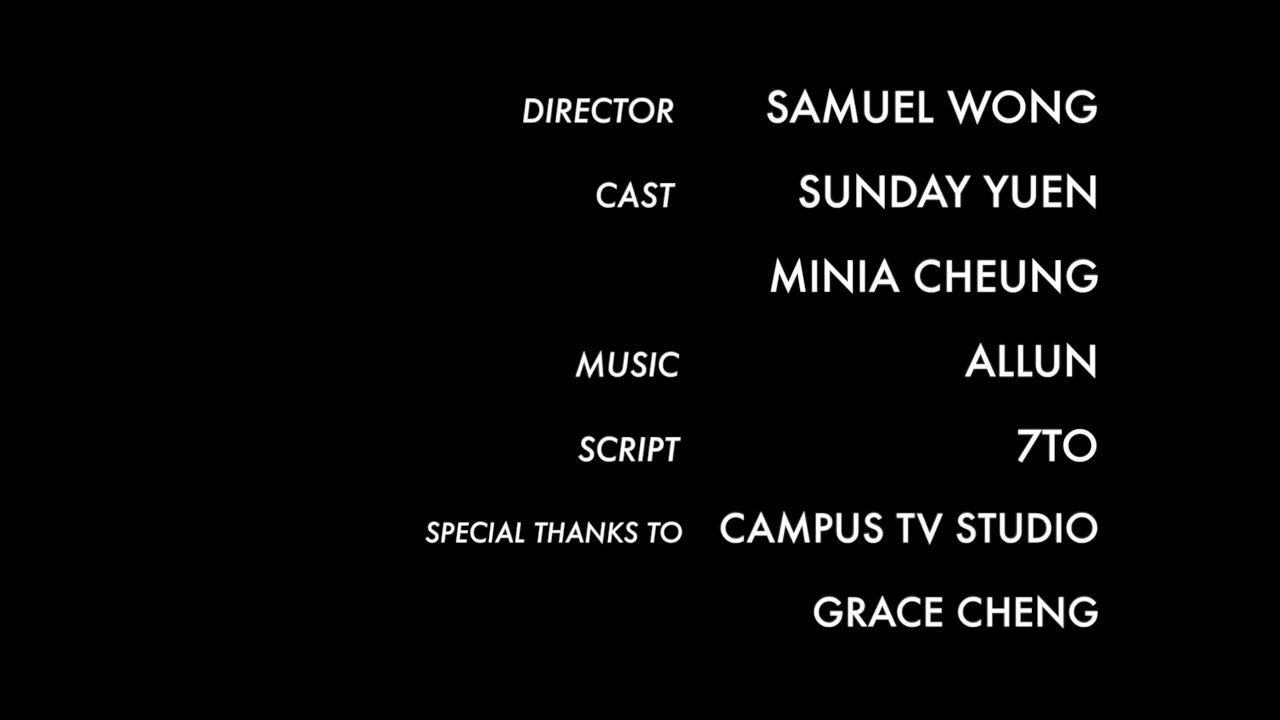 DIRECTOR SAMUEL WONG
CAST SUNDAY YUEN
MINIA CHEUNG
MUSIC ALLUN
SCRIPT 7TO
SPECIAL THANKS TO CAMPUS TV STUDIO
GRACE CHENG